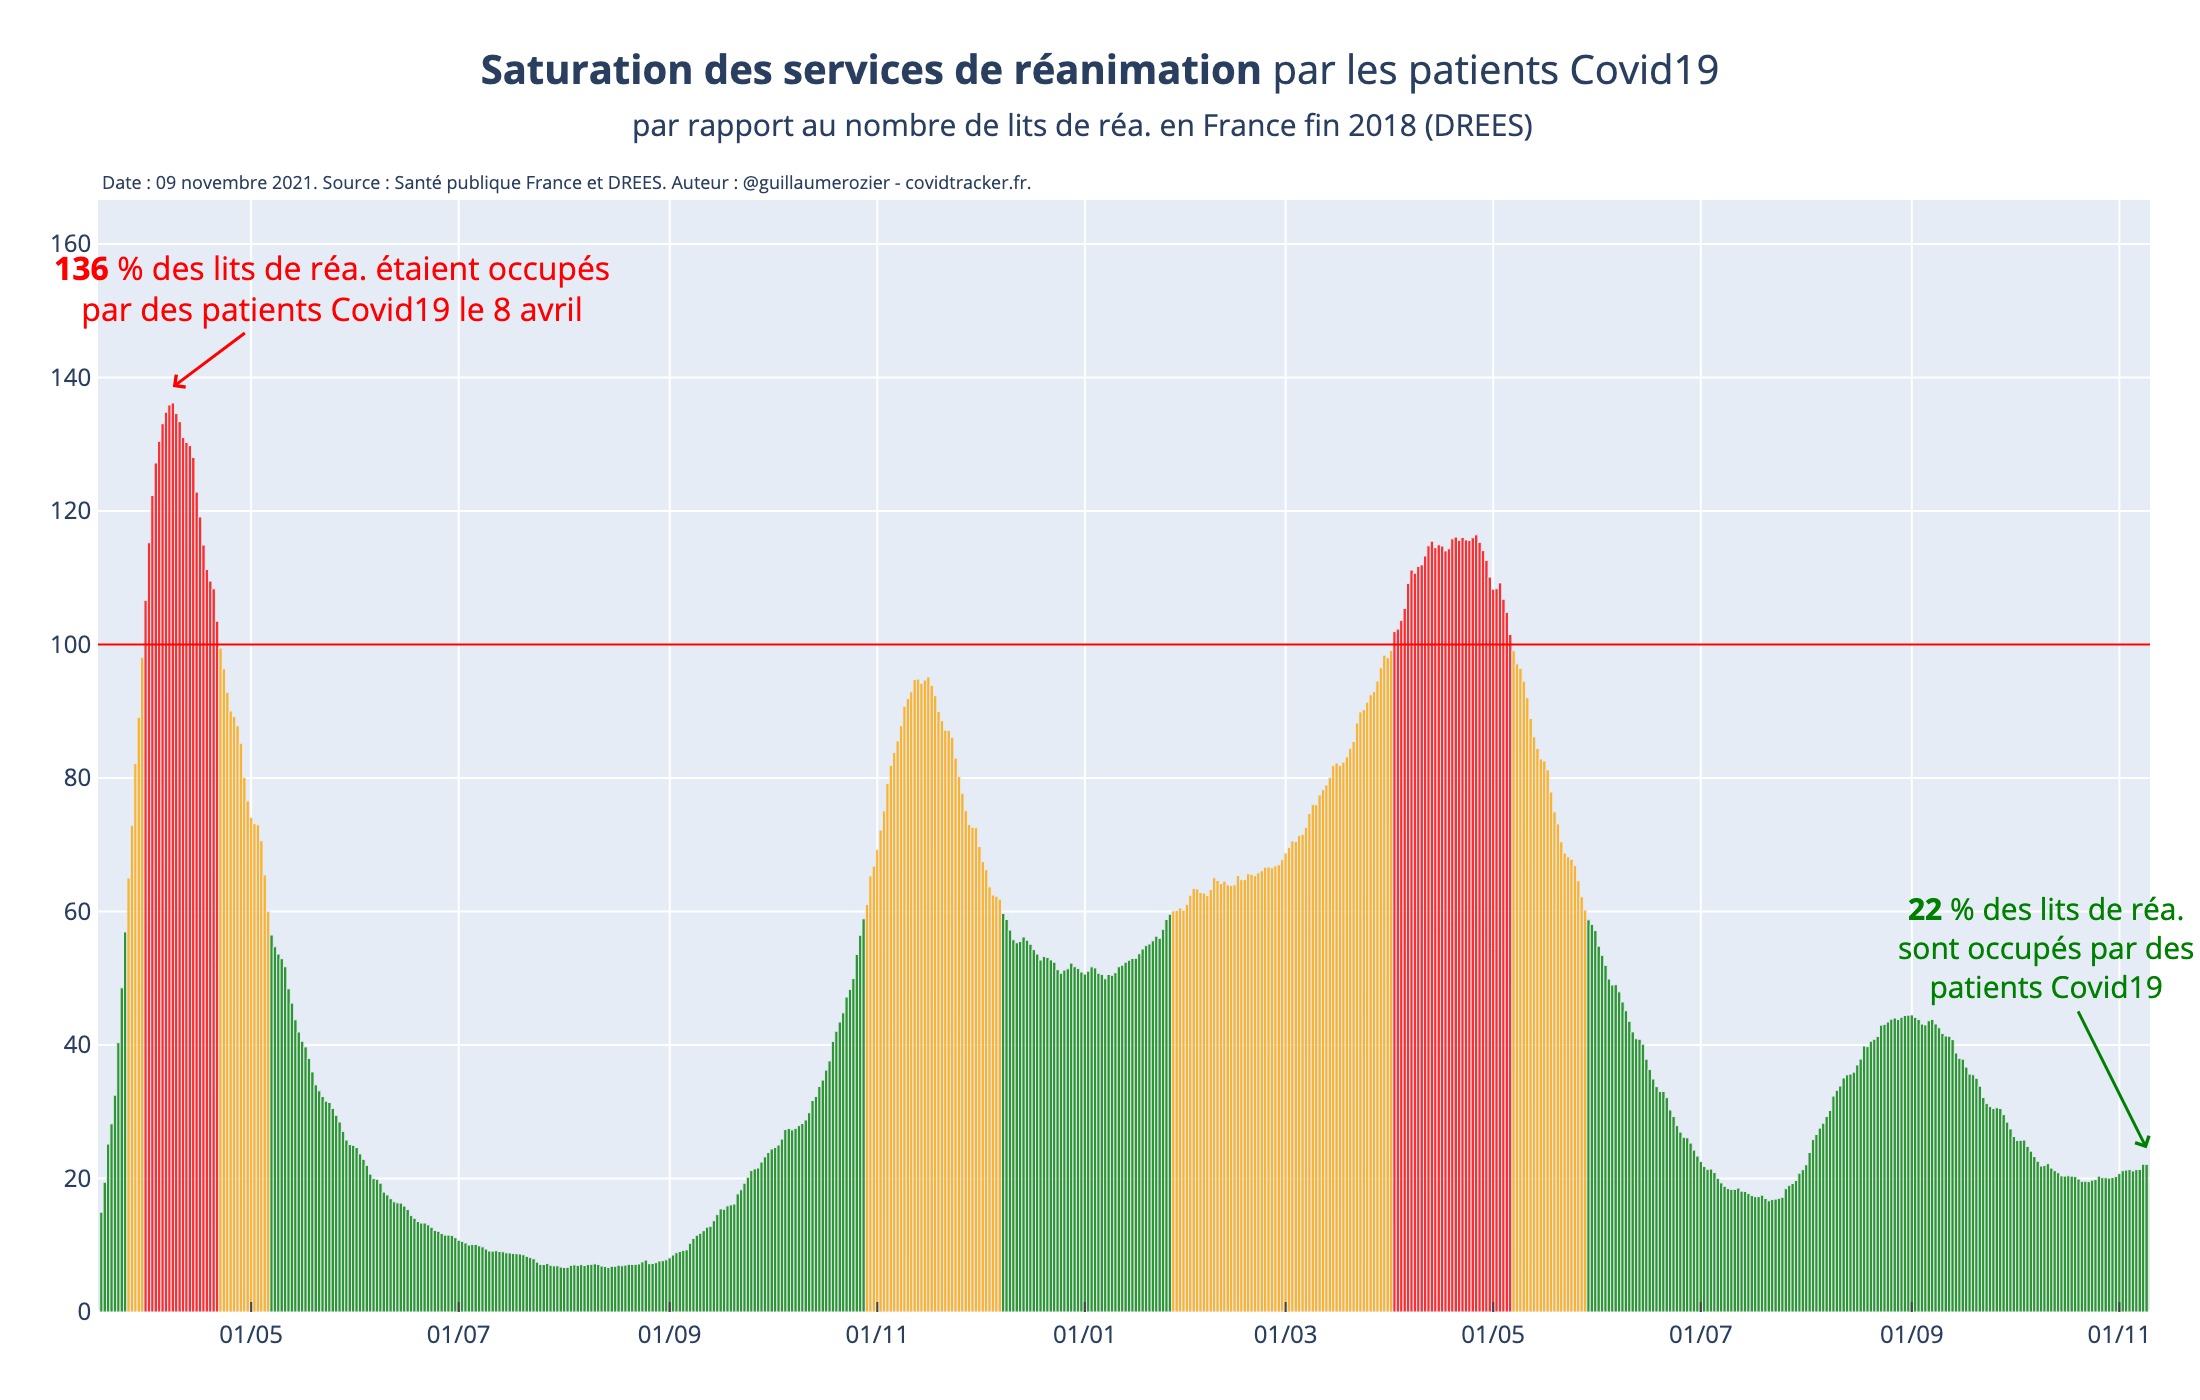 Saturation des services de réanimation par les patients Covid19
par rapport au nombre de lits de réa. en France fin 2018 (DREES)
Date : 09 novembre 2021. Source : Santé publique France et DREES. Auteur : @guillaumerozier - covidtracker.fr.
160
136 % des lits de réa. étaient occupés
par des patients Covid19 le 8 avril
140
120
100
80
60
22 % des lits de réa.
sont occupés par des
patients Covid19
40
20
0
01/05 01/07 01/09 01/11 01/01 01/03 01/05 01/07 01/09 01/11